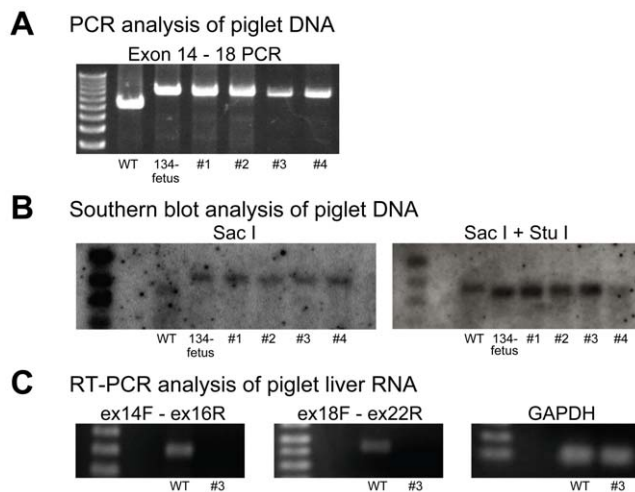 A PCR analysis of piglet DNA
Exon 14 - 18 PCR
WT 134-fetus #1 #2 #3 #4
B Southern blot analysis of piglet DNA
Sac I Sac I + Stu I
WT 134-fetus #1 #2 #3 #4 WT 134-fetus #1 #2 #3 #4
C RT-PCR analysis of piglet liver RNA
ex14F - ex16R ex18F - ex22R GAPDH
WT #3 WT #3 WT #3